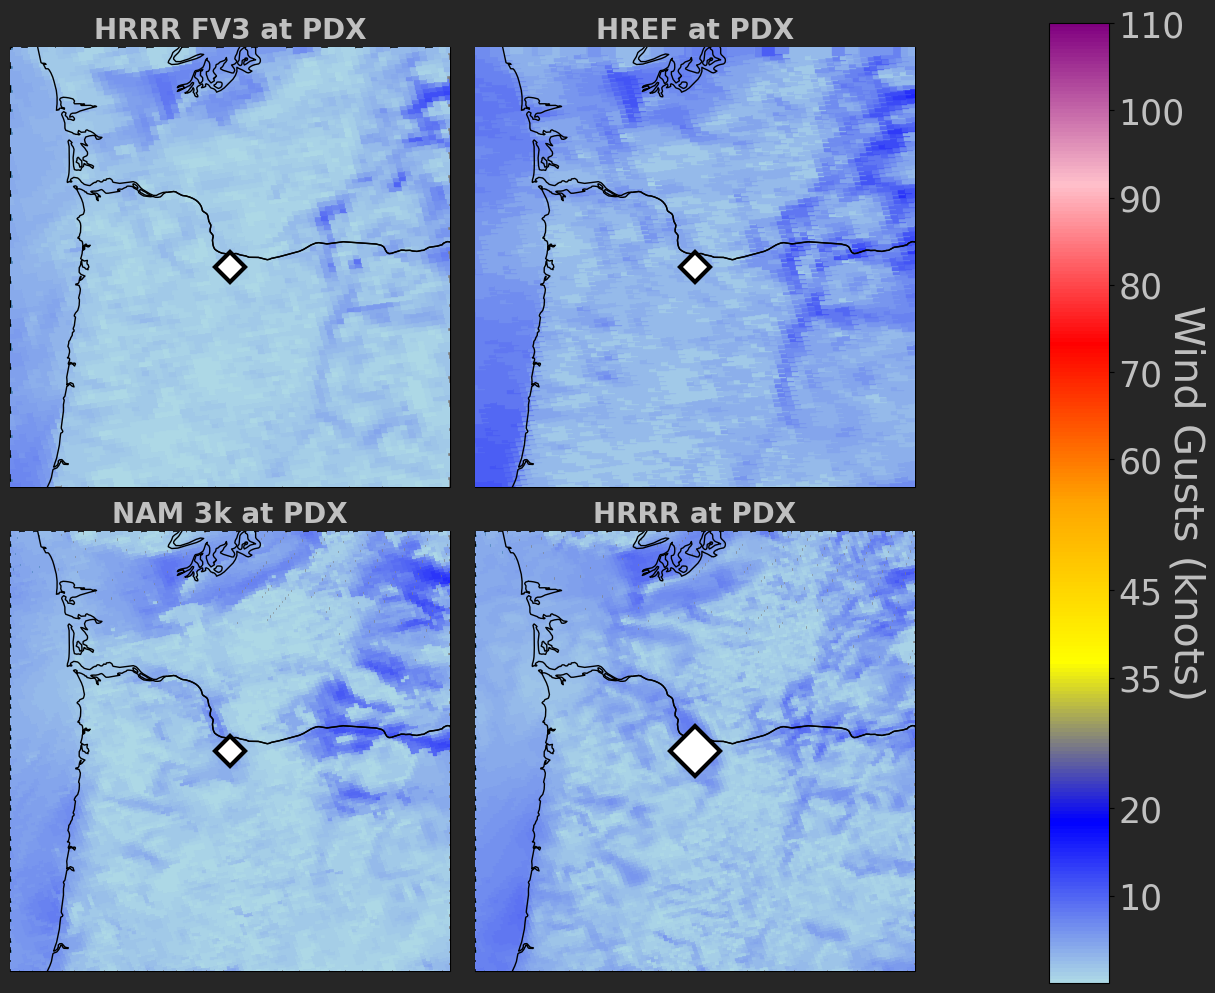 HRRR FV3 at PDX
HREF at PDX
NAM 3k at PDX
HRRR at PDX
110
100
90
80
70
60
45
35
20
10
Wind Gusts (knots)